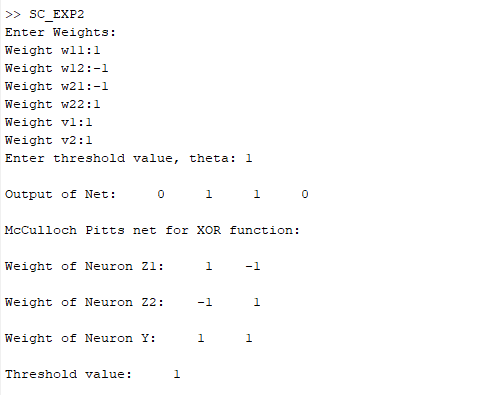 >> SC_EXP2
Enter Weights:
Weight w11:1
Weight w12:-1
Weight w21:-1
Weight w22:1
Weight v1:1
Weight v2:1
Enter threshold value, theta: 1
Output of Net:     0     1     1     0
McCulloch Pitts net for XOR function:
Weight of Neuron Z1:     1    -1
Weight of Neuron Z2:    -1     1
Weight of Neuron Y:     1     1
Threshold value:     1